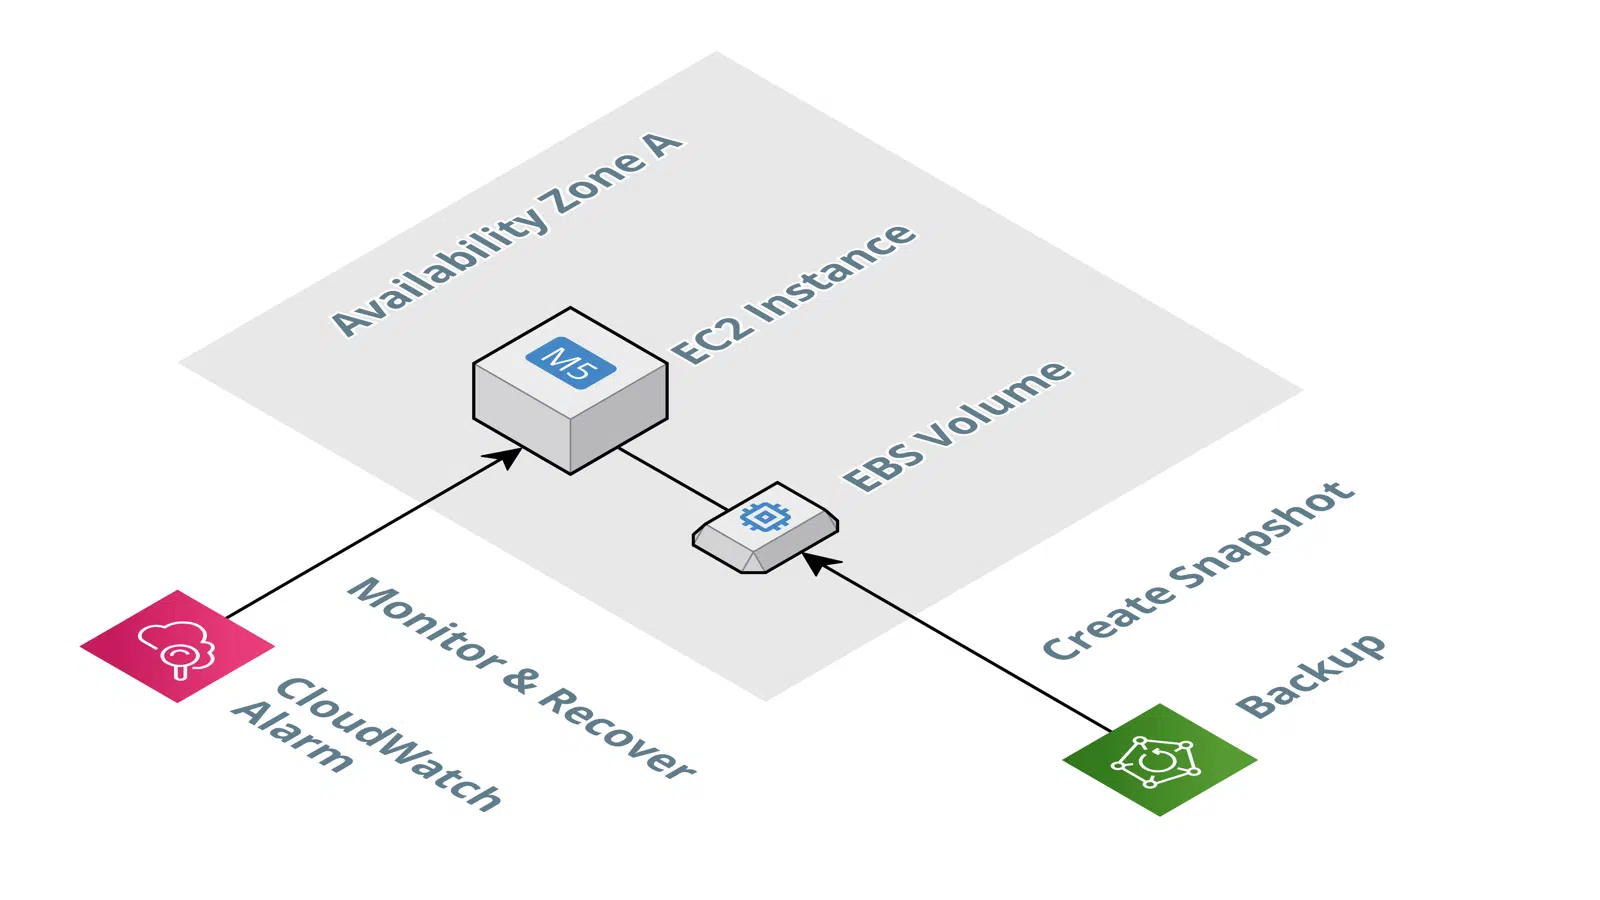 Availability Zone A
EC2 Instance
M5
EBS Volume
Create Snapshot
Monitor & Recover
Backup
CloudWatch
Alarm